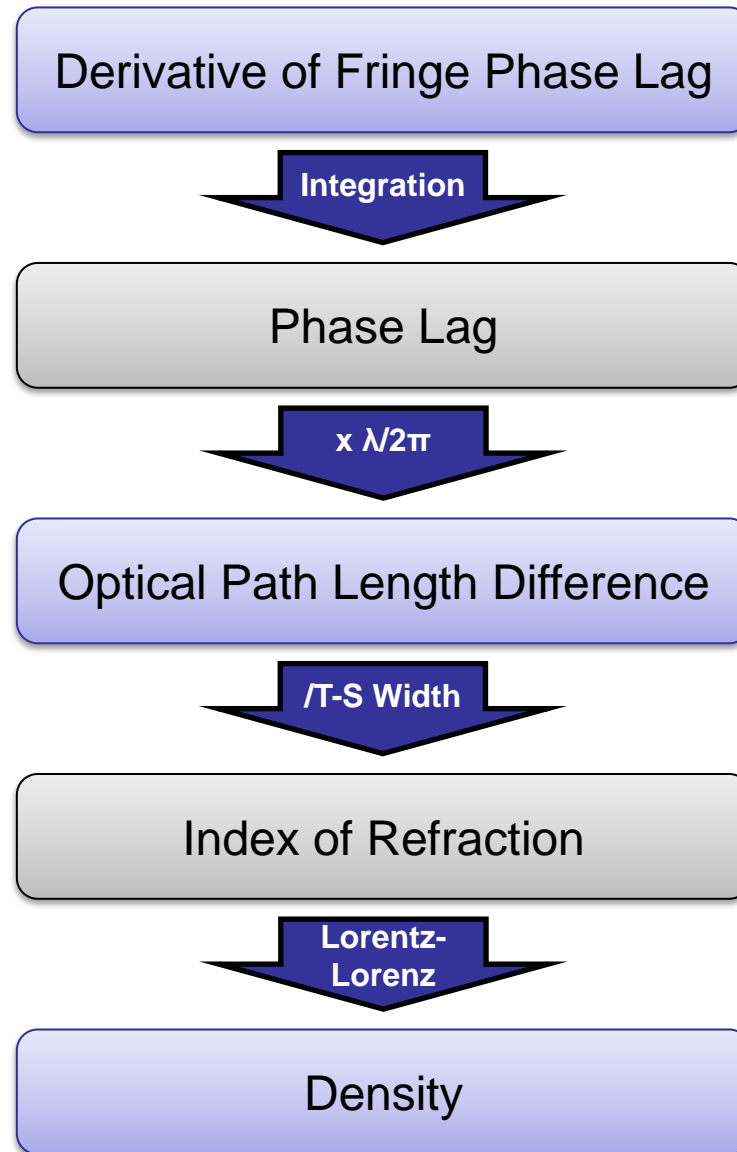 Derivative of Fringe Phase Lag
Integration
Phase Lag
x λ/2π
Optical Path Length Difference
/T-S Width
Index of Refraction
Lorentz-
Lorenz
Density